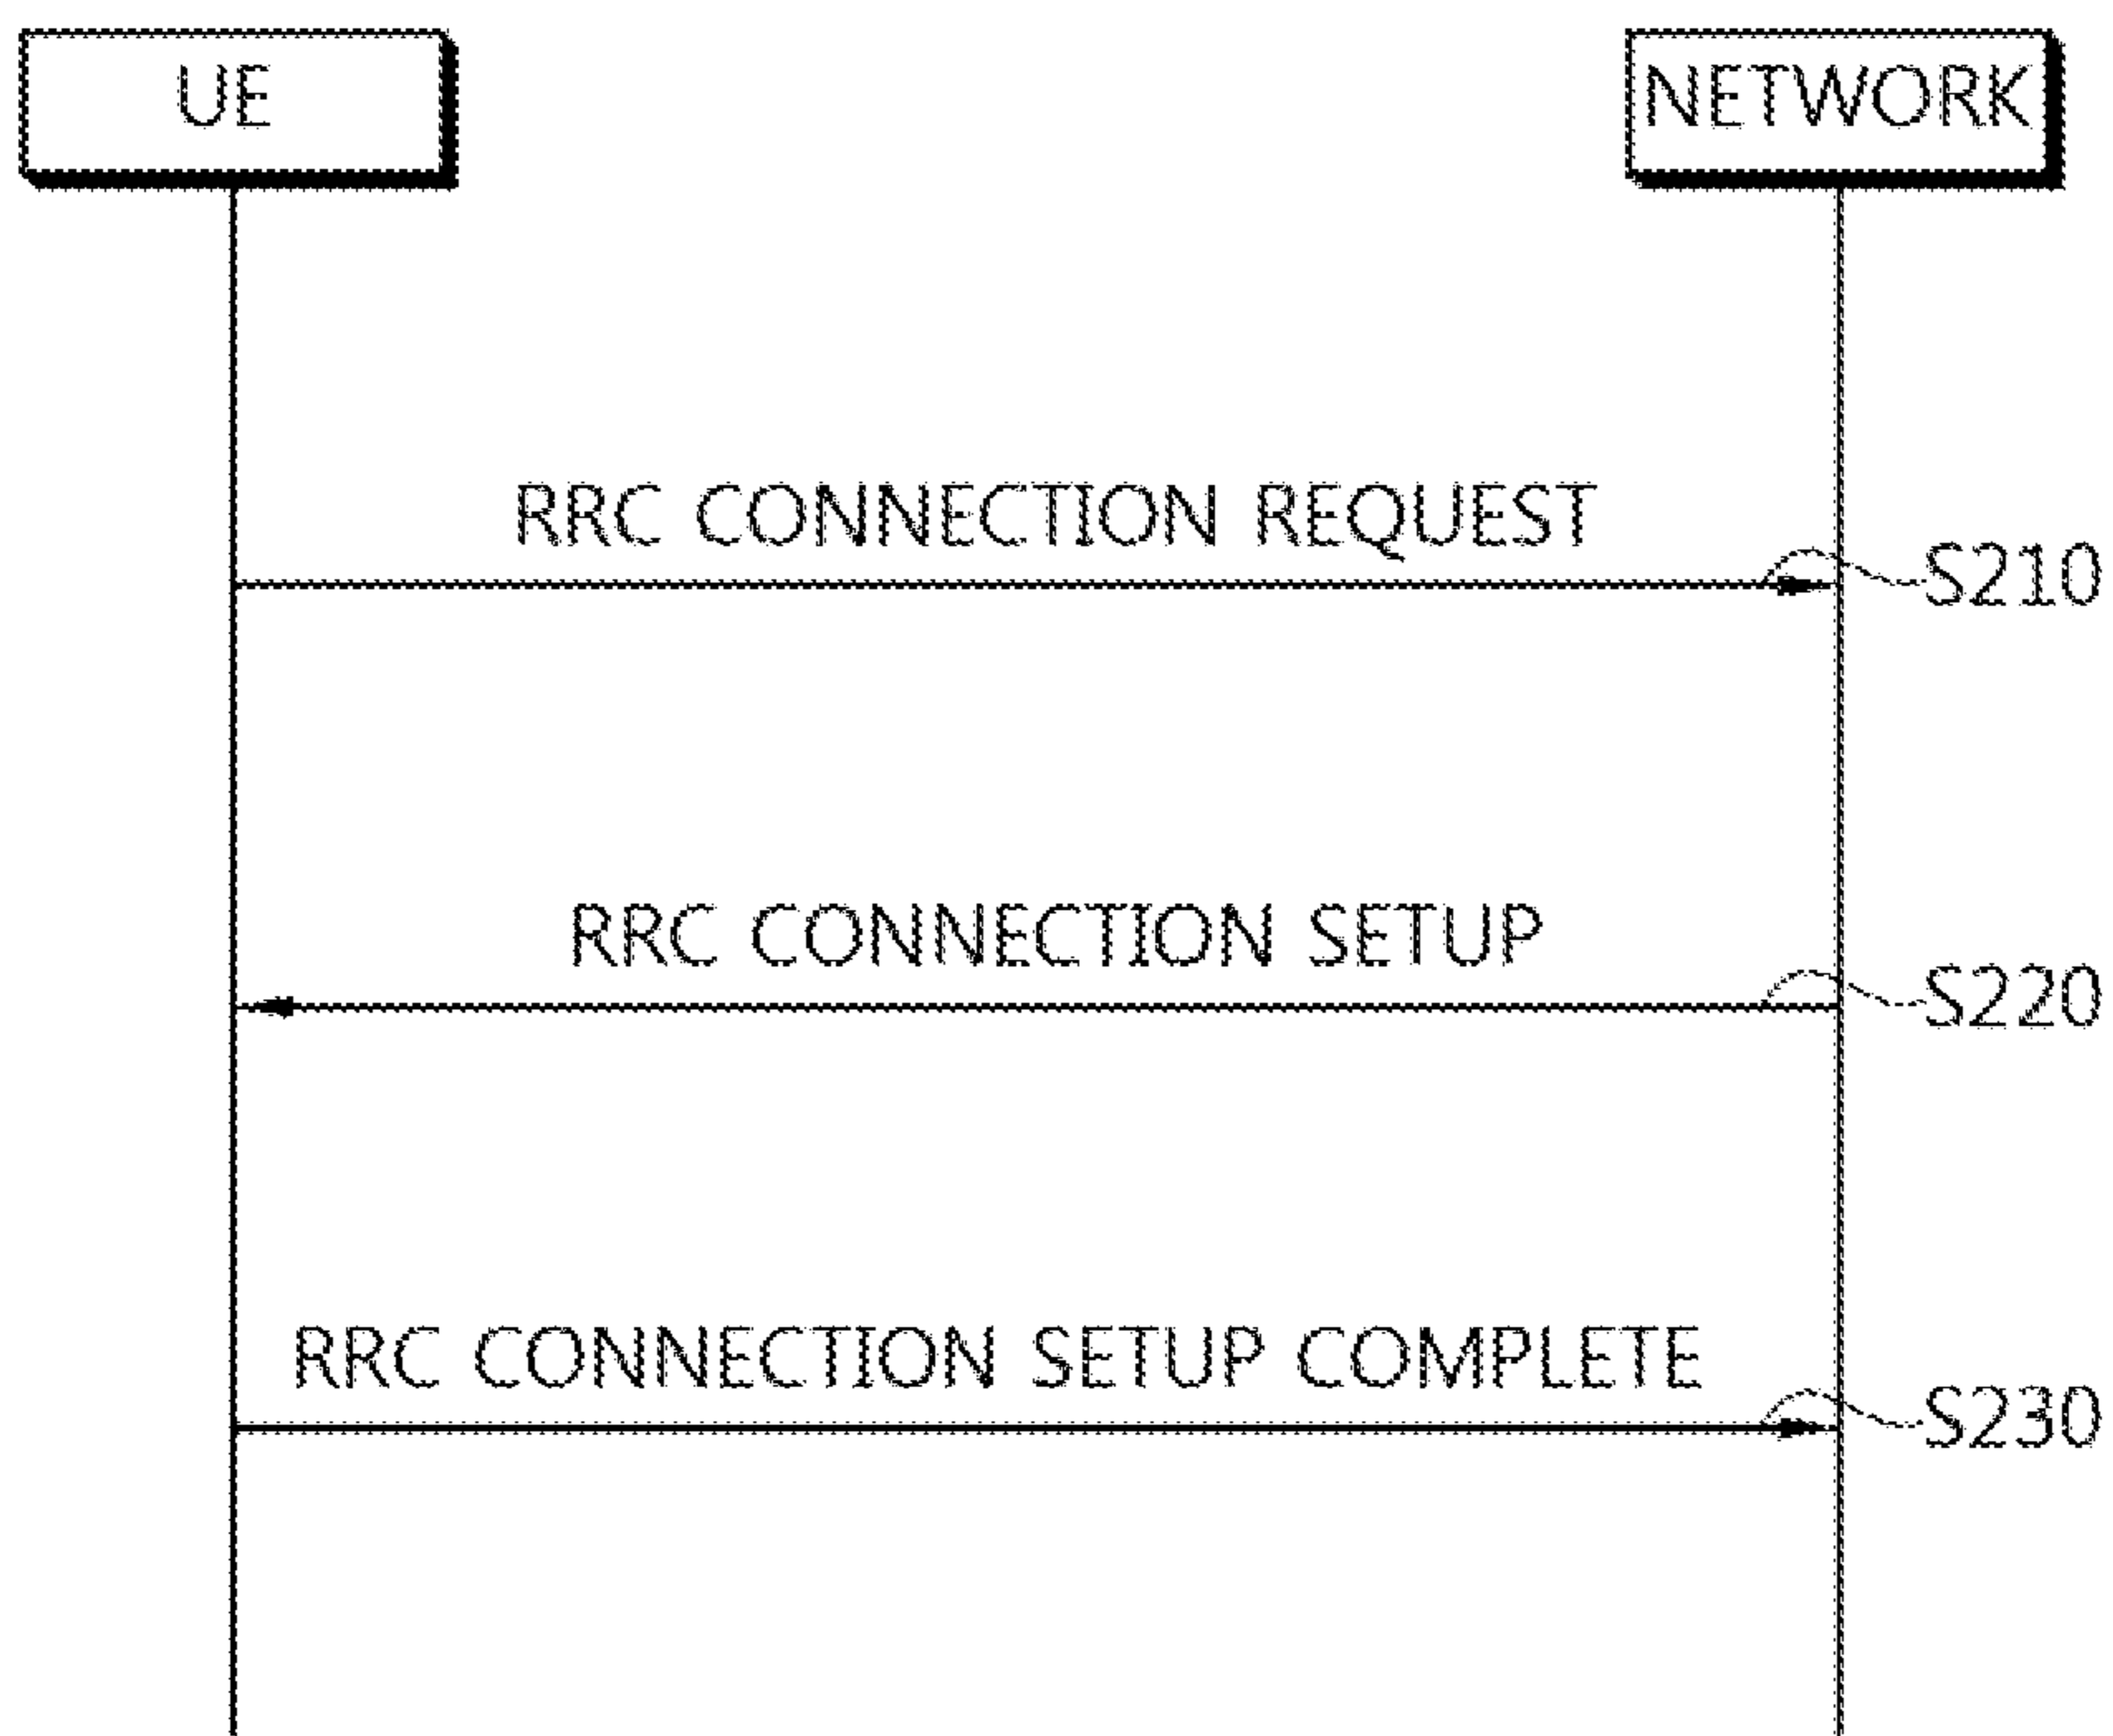 UE
NETWORK
RRC CONNECTION REQUEST
S210
RRC CONNECTION SETUP
S220
RRC CONNECTION SETUP COMPLETE
S230